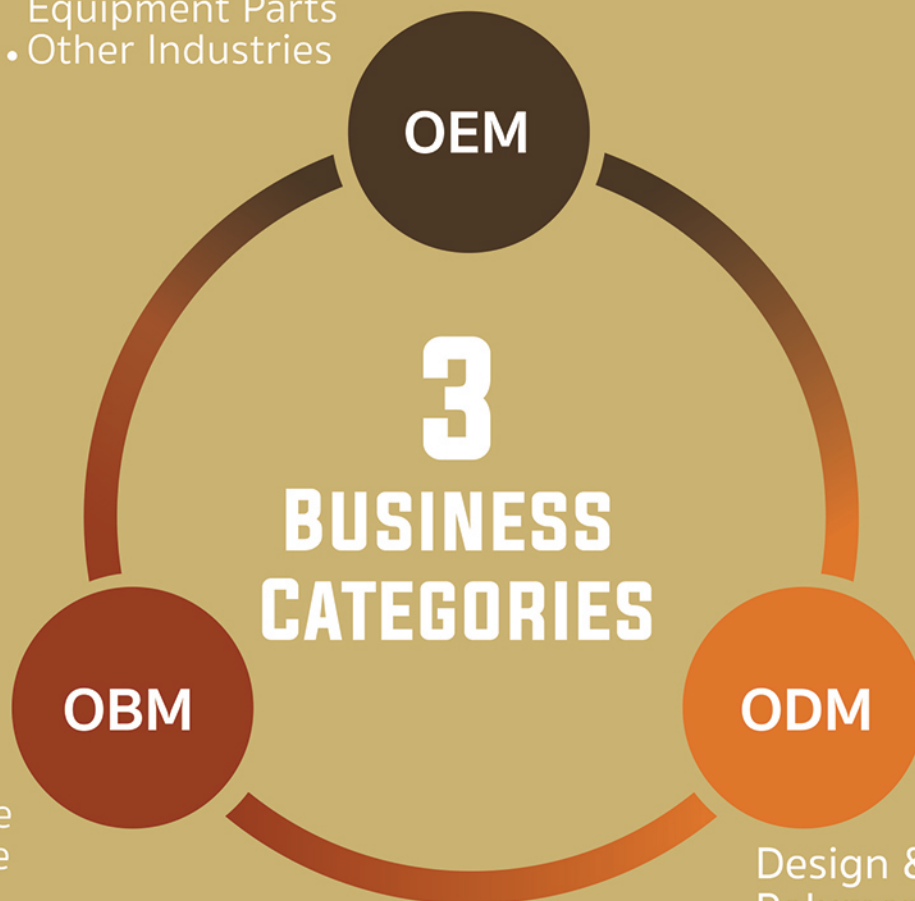 Equipment Parts
• Other Industries
OEM
3
BUSINESS
CATEGORIES
OBM
ODM
Design &